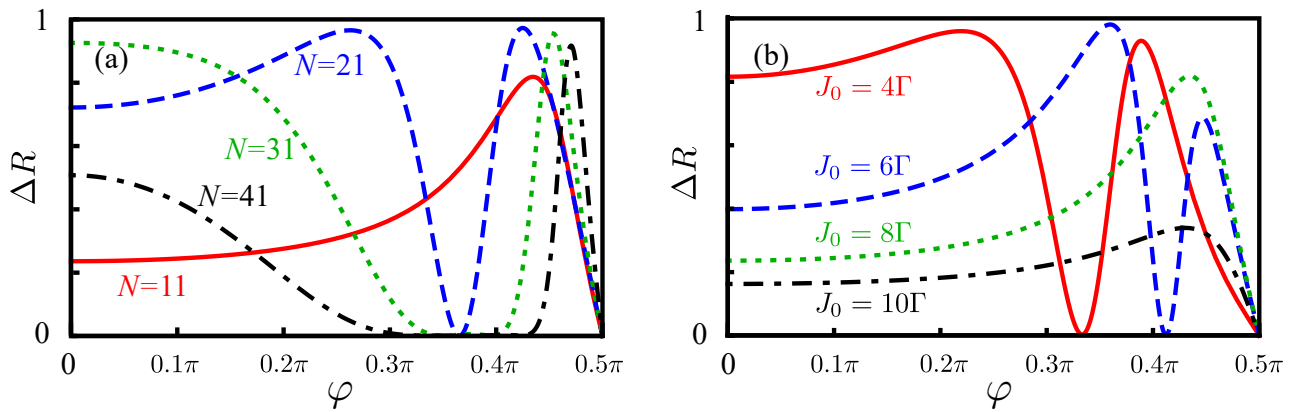 1
(a)
N=21
N=31
N=41
N=11
ΔR
0
0 0.1π 0.2π 0.3π 0.4π 0.5π
φ
1
(b)
J₀ = 4Γ
J₀ = 6Γ
J₀ = 8Γ
J₀ = 10Γ
ΔR
0
0 0.1π 0.2π 0.3π 0.4π 0.5π
φ